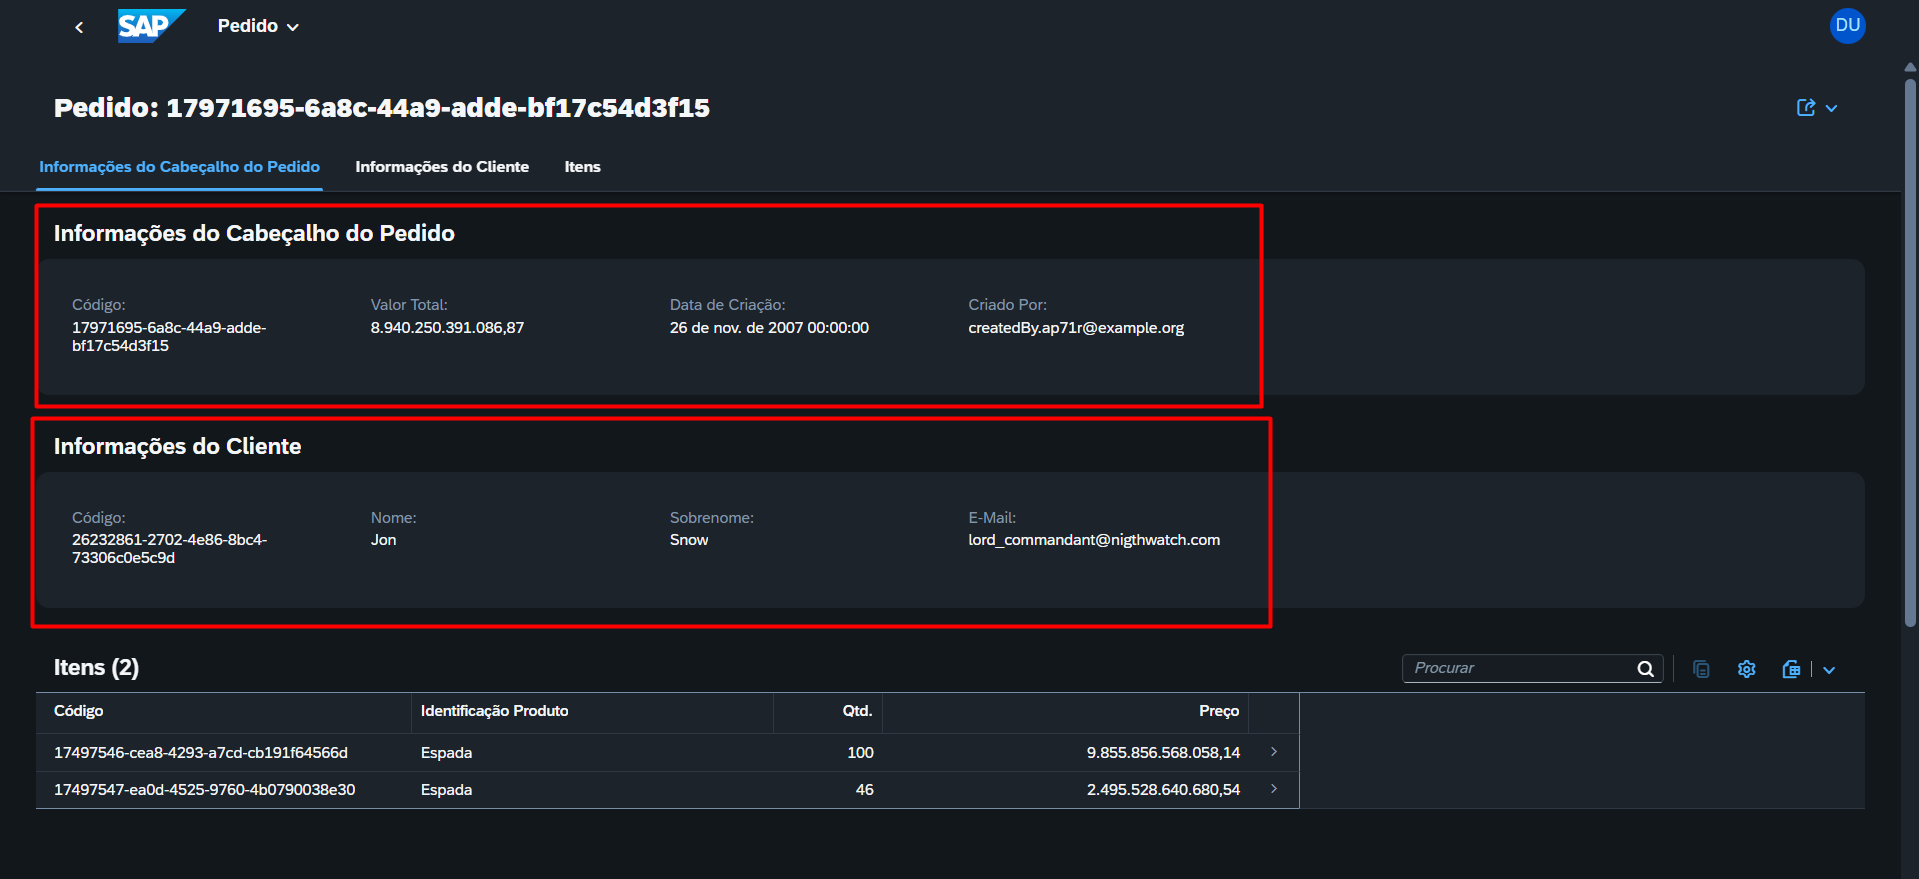 SAP Pedido DU
Pedido: 17971695-6a8c-44a9-adde-bf17c54d3f15
Informações do Cabeçalho do Pedido Informações do Cliente Itens
Informações do Cabeçalho do Pedido
Código: Valor Total: Data de Criação: Criado Por:
17971695-6a8c-44a9-adde- 8.940.250.391.086,87 26 de nov. de 2007 00:00:00 createdBy.ap71r@example.org
bf17c54d3f15
Informações do Cliente
Código: Nome: Sobrenome: E-Mail:
26232861-2702-4e86-8bc4- Jon Snow lord_commandant@nigthwatch.com
73306c0e5c9d
Itens (2) Procurar
Código Identificação Produto Qtd. Preço
17497546-cea8-4293-a7cd-cb191f64566d Espada 100 9.855.856.568.058,14
17497547-ea0d-4525-9760-4b0790038e30 Espada 46 2.495.528.640.680,54